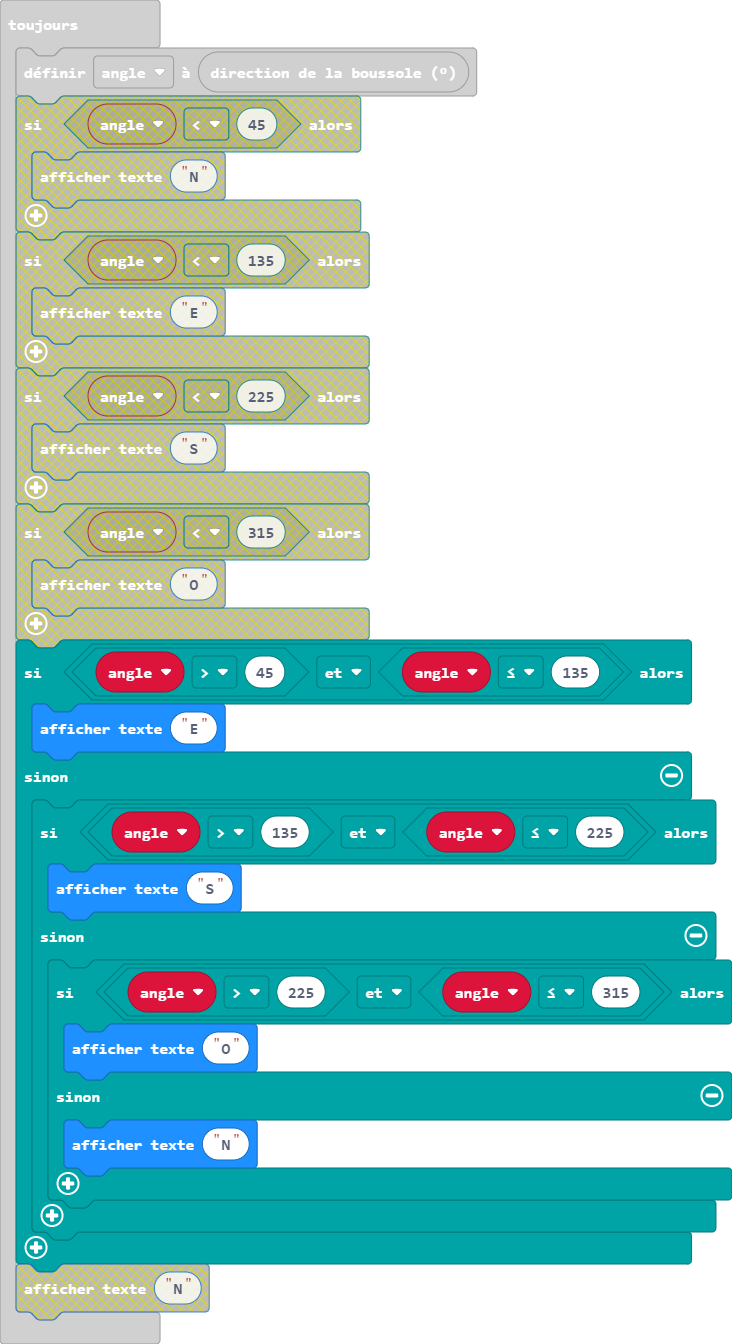 toujours
définir angle à direction de la boussole (º)
si angle < 45 alors
afficher texte "N"
si angle < 135 alors
afficher texte "E"
si angle < 225 alors
afficher texte "S"
si angle < 315 alors
afficher texte "O"
si angle > 45 et angle ≤ 135 alors
afficher texte "E"
sinon
si angle > 135 et angle ≤ 225 alors
afficher texte "S"
sinon
si angle > 225 et angle ≤ 315 alors
afficher texte "O"
sinon
afficher texte "N"
afficher texte "N"